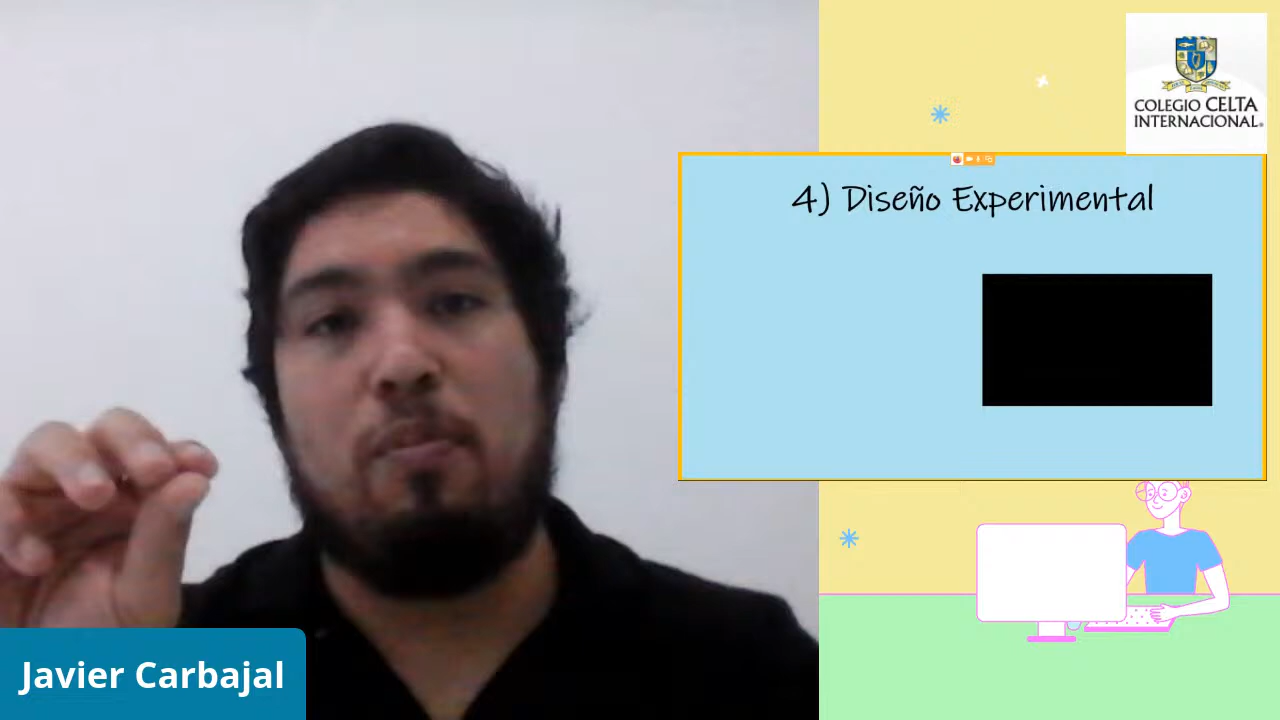 COLEGIO CELTA
INTERNACIONAL
4) Diseño Experimental
Javier Carbajal